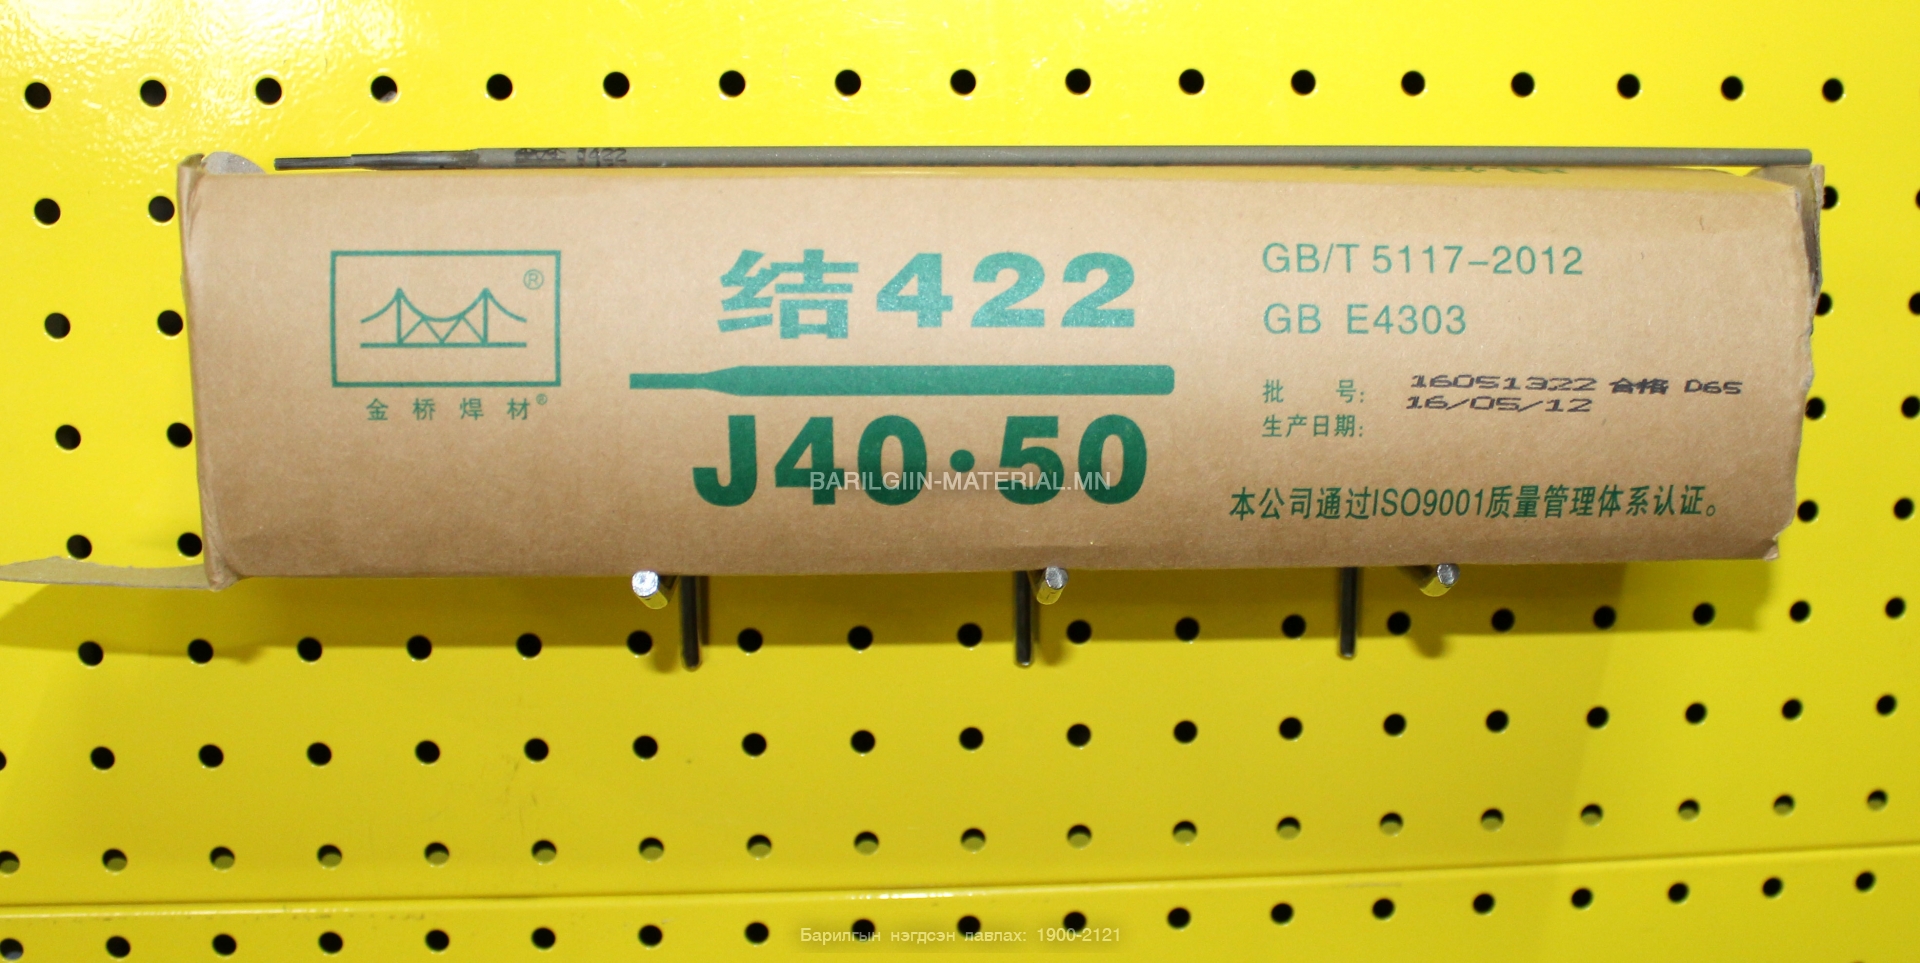 J422
®
金桥焊材®
结422
J40·50
GB/T 5117-2012
GB E4303
批 号: 16051322 合格 D65
生产日期: 16/05/12
本公司通过ISO9001质量管理体系认证。
BARILGIIN-MATERIAL.MN
Барилгын нэгдсэн лавлах: 1900-2121